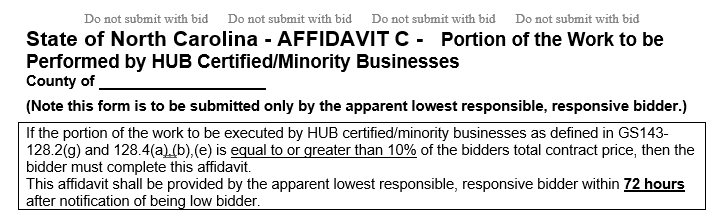 Do not submit with bid Do not submit with bid Do not submit with bid Do not submit with bid
State of North Carolina - AFFIDAVIT C - Portion of the Work to be
Performed by HUB Certified/Minority Businesses
County of
(Note this form is to be submitted only by the apparent lowest responsible, responsive bidder.)
If the portion of the work to be executed by HUB certified/minority businesses as defined in GS143-
128.2(g) and 128.4(a),(b),(e) is equal to or greater than 10% of the bidders total contract price, then the
bidder must complete this affidavit.
This affidavit shall be provided by the apparent lowest responsible, responsive bidder within 72 hours
after notification of being low bidder.